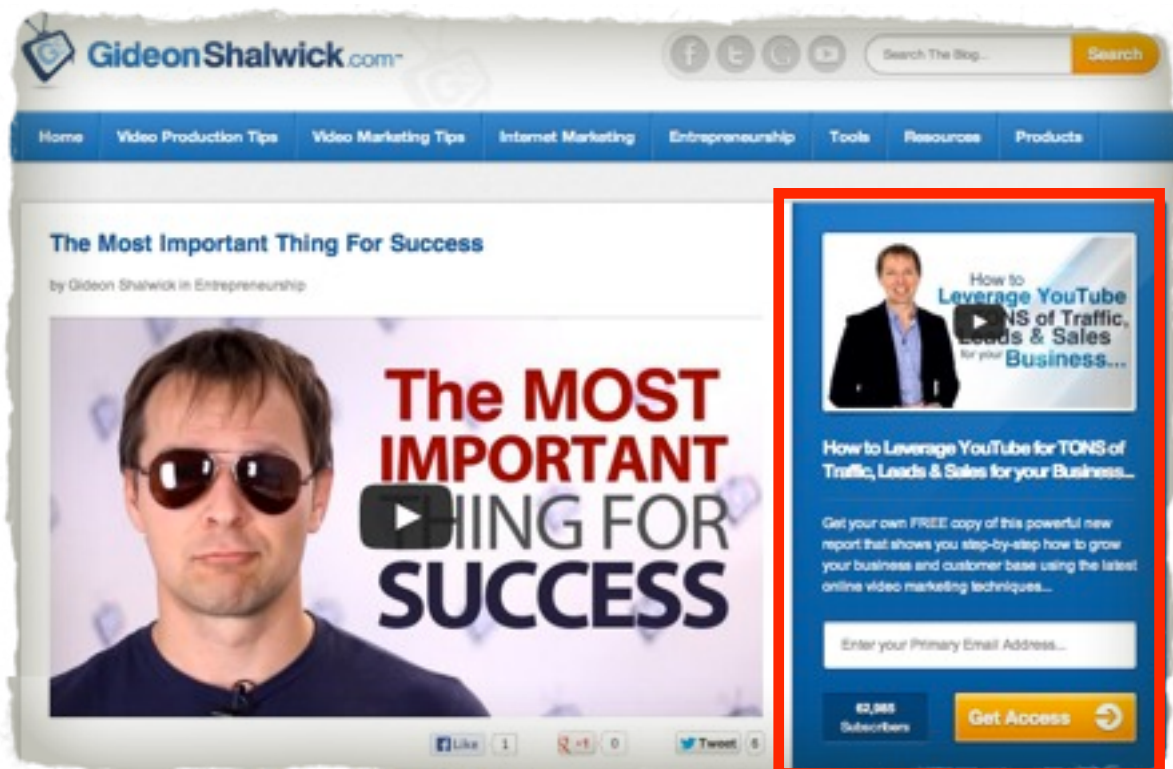 GideonShalwick.com
Search The Blog...
Search
Home
Video Production Tips
Video Marketing Tips
Internet Marketing
Entrepreneurship
Tools
Resources
Products
The Most Important Thing For Success
by Gideon Shalwick in Entrepreneurship
The MOST
IMPORTANT
THING FOR
SUCCESS
Like
1
+1
0
Tweet
6
How to
Leverage YouTube
TONS of Traffic,
Leads & Sales
for your Business...
How to Leverage YouTube for TONS of
Traffic, Leads & Sales for your Business...
Get your own FREE copy of this powerful new
report that shows you step-by-step how to grow
your business and customer base using the latest
online video marketing techniques...
Enter your Primary Email Address...
Subscribers
Get Access